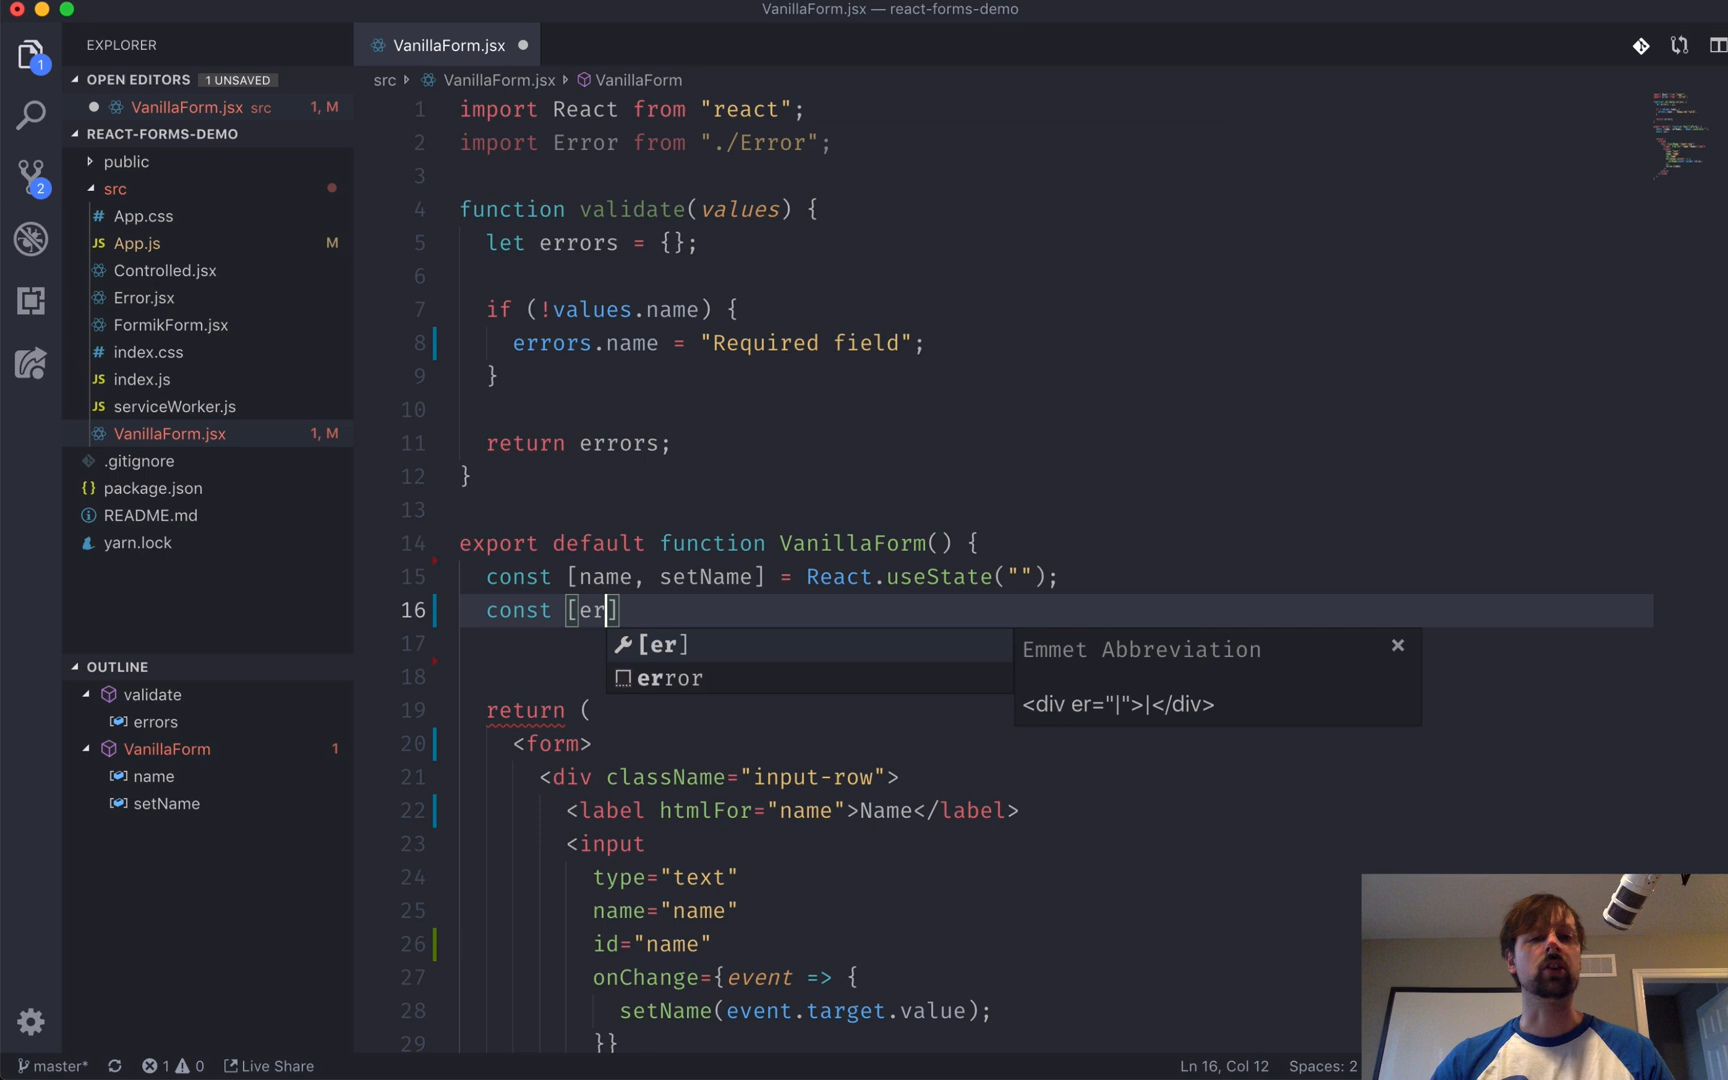 VanillaForm.jsx — react-forms-demo
EXPLORER
OPEN EDITORS 1 UNSAVED
VanillaForm.jsx src 1, M
REACT-FORMS-DEMO
public
src
# App.css
JS App.js M
Controlled.jsx
Error.jsx
FormikForm.jsx
# index.css
JS index.js
JS serviceWorker.js
VanillaForm.jsx 1, M
.gitignore
{} package.json
README.md
yarn.lock
OUTLINE
validate
errors
VanillaForm 1
name
setName
1
2
VanillaForm.jsx
src VanillaForm.jsx VanillaForm
1 import React from "react";
2 import Error from "./Error";
3
4 function validate(values) {
5 let errors = {};
6
7 if (!values.name) {
8 errors.name = "Required field";
9 }
10
11 return errors;
12 }
13
14 export default function VanillaForm() {
15 const [name, setName] = React.useState("");
16 const [er]
17
18
19 return (
20 <form>
21 <div className="input-row">
22 <label htmlFor="name">Name</label>
23 <input
24 type="text"
25 name="name"
26 id="name"
27 onChange={event => {
28 setName(event.target.value);
29 }}
[er]
error
Emmet Abbreviation
<div er="|">|</div>
master* 1 0 Live Share
Ln 16, Col 12 Spaces: 2